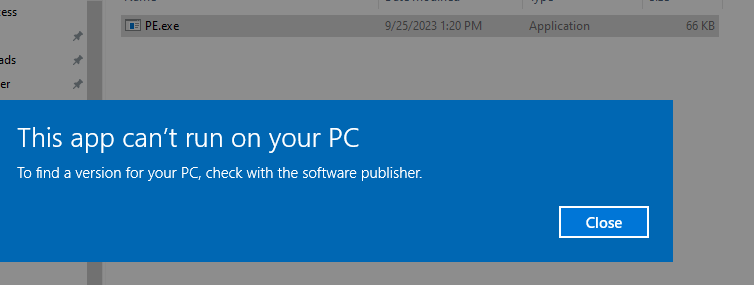 cess
PE.exe 9/25/2023 1:20 PM Application 66 KB
ads
er
This app can't run on your PC
To find a version for your PC, check with the software publisher.
Close